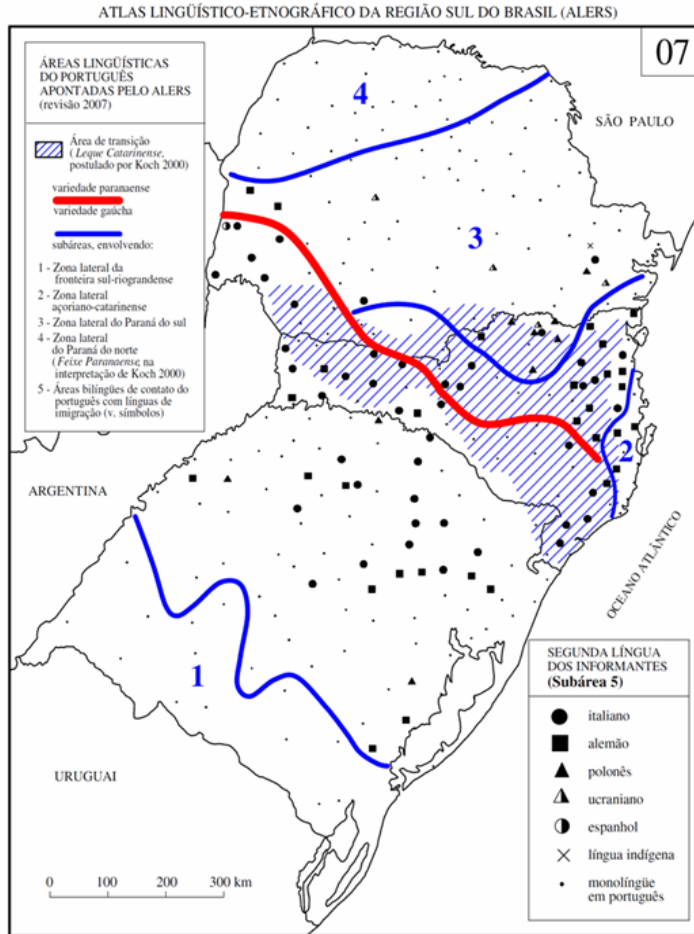 ATLAS LINGÜÍSTICO-ETNOGRÁFICO DA REGIÃO SUL DO BRASIL (ALERS)
07
ÁREAS LINGÜÍSTICAS
DO PORTUGUÊS
APONTADAS PELO ALERS
(revisão 2007)
Área de transição
(Leque Catarinense,
postulado por Koch 2000)
variedade paranaense
variedade gaúcha
subáreas, envolvendo:
1 - Zona lateral da
fronteira sul-riograndense
2 - Zona lateral
açoriano-catarinense
3 - Zona lateral do Paraná do sul
4 - Zona lateral
do Paraná do norte
(Feixe Paranaense, na
interpretação de Koch 2000)
5 - Áreas bilíngües de contato do
português com línguas de
imigração (v. símbolos)
4
SÃO PAULO
3
2
ARGENTINA
OCEANO ATLÂNTICO
1
URUGUAI
0 100 200 300 km
SEGUNDA LÍNGUA
DOS INFORMANTES
(Subárea 5)
italiano
alemão
polonês
ucraniano
espanhol
língua indígena
monolíngüe
em português